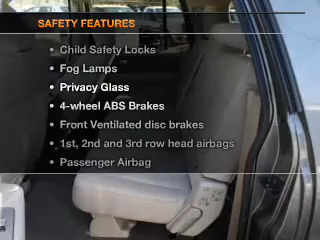 SAFETY FEATURES
• Child Safety Locks
• Fog Lamps
• Privacy Glass
• 4-wheel ABS Brakes
• Front Ventilated disc brakes
• 1st, 2nd and 3rd row head airbags
• Passenger Airbag